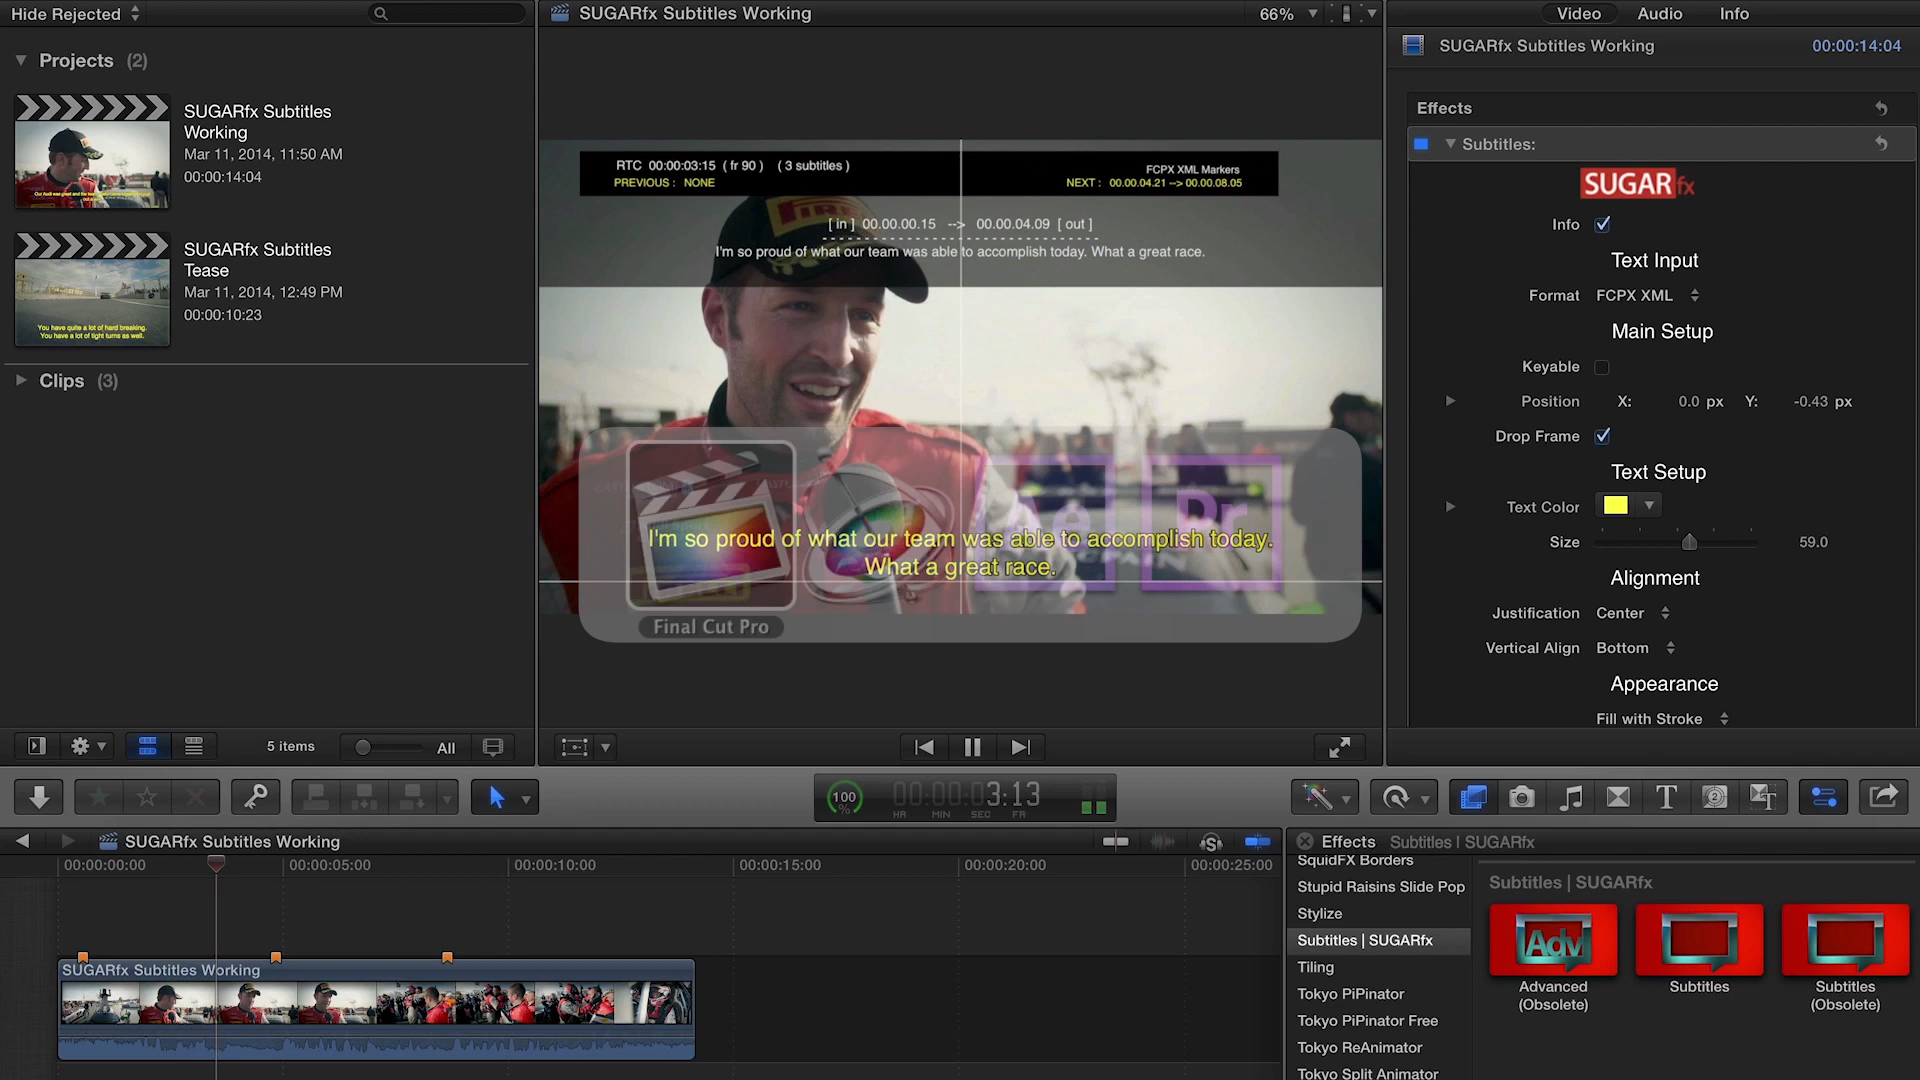 Hide Rejected
Projects (2)
SUGARfx Subtitles
Working
Mar 11, 2014, 11:50 AM
00:00:14:04
SUGARfx Subtitles
Tease
Mar 11, 2014, 12:49 PM
00:00:10:23
You have quite a lot of hard breaking.
You have a lot of tight turns as well.
Clips (3)
5 items
All
SUGARfx Subtitles Working
66%
RTC 00:00:03:15 ( fr 90 ) ( 3 subtitles )
PREVIOUS : NONE
FCPX XML Markers
NEXT : 00.00.04.21 --> 00.00.08.05
[ in ] 00.00.00.15 --> 00.00.04.09 [ out ]
I'm so proud of what our team was able to accomplish today. What a great race.
PIRELLI
Ae
Pr
I'm so proud of what our team was able to accomplish today.
What a great race.
Final Cut Pro
Video Audio Info
SUGARfx Subtitles Working 00:00:14:04
Effects
Subtitles:
SUGARfx
Info
Text Input
Format FCPX XML
Main Setup
Keyable
Position X: 0.0 px Y: -0.43 px
Drop Frame
Text Setup
Text Color
Size 59.0
Alignment
Justification Center
Vertical Align Bottom
Appearance
Fill with Stroke
100
%
00:00:03:13
HR MIN SEC FR
SUGARfx Subtitles Working
00:00:00:00 00:00:05:00 00:00:10:00 00:00:15:00 00:00:20:00 00:00:25:00
SUGARfx Subtitles Working
Effects Subtitles | SUGARfx
SquidFX Borders
Stupid Raisins Slide Pop
Stylize
Subtitles | SUGARfx
Tiling
Tokyo PiPinator
Tokyo PiPinator Free
Tokyo ReAnimator
Tokyo Split Animator
Subtitles | SUGARfx
Adv
Advanced
(Obsolete)
Subtitles
Subtitles
(Obsolete)